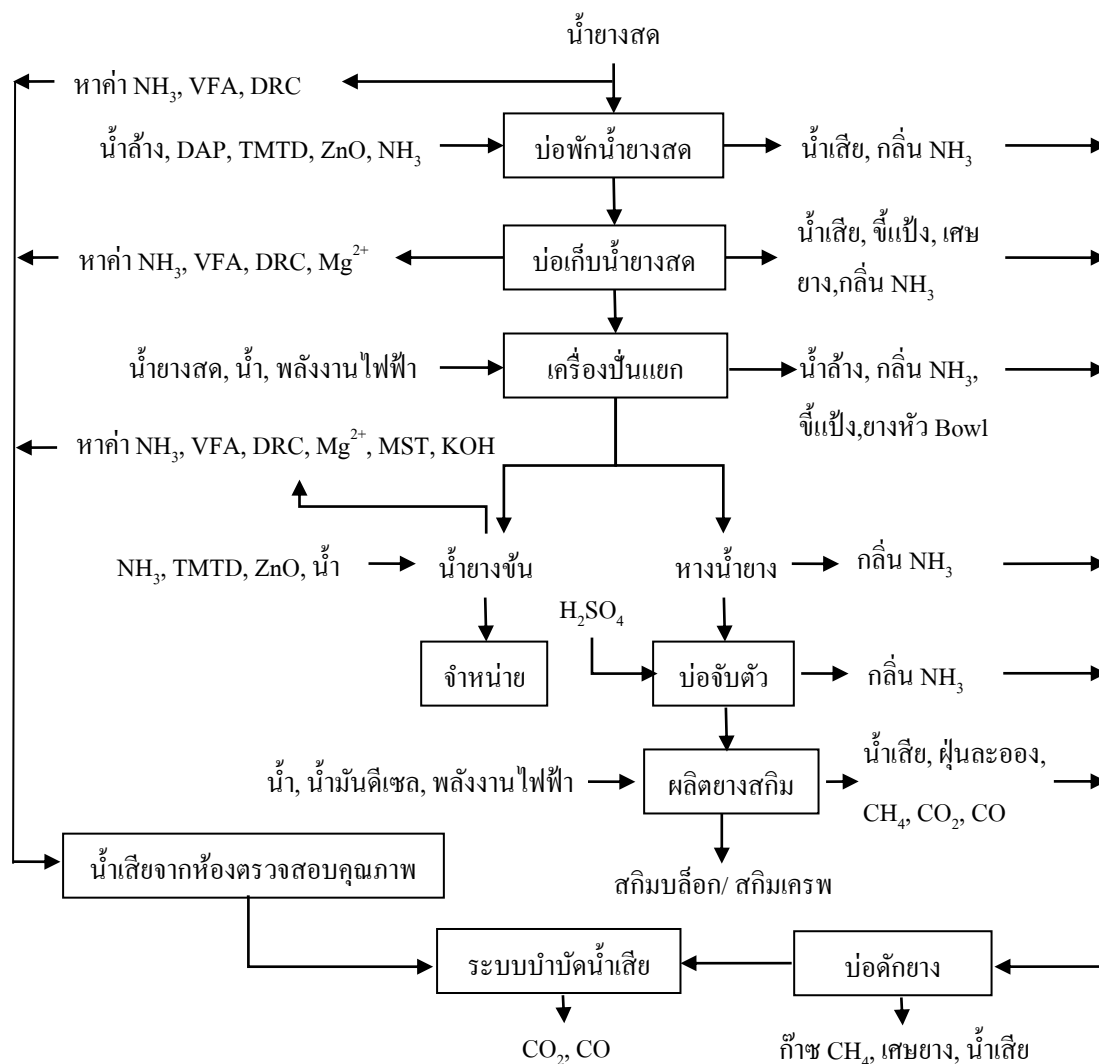 น้ำยางสด
หาค่า NH₃, VFA, DRC
น้ำล้าง, DAP, TMTD, ZnO, NH₃
บ่อพักน้ำยางสด
น้ำเสีย, กลิ่น NH₃
หาค่า NH₃, VFA, DRC, Mg²⁺
บ่อเก็บน้ำยางสด
น้ำเสีย, ขี้แป้ง, เศษ
ยาง,กลิ่น NH₃
น้ำยางสด, น้ำ, พลังงานไฟฟ้า
เครื่องปั่นแยก
น้ำล้าง, กลิ่น NH₃,
ขี้แป้ง,ยางหัว Bowl
หาค่า NH₃, VFA, DRC, Mg²⁺, MST, KOH
NH₃, TMTD, ZnO, น้ำ
น้ำยางข้น
หางน้ำยาง
กลิ่น NH₃
H₂SO₄
จำหน่าย
บ่อจับตัว
กลิ่น NH₃
น้ำ, น้ำมันดีเซล, พลังงานไฟฟ้า
ผลิตยางสกิม
น้ำเสีย, ฝุ่นละออง,
CH₄, CO₂, CO
น้ำเสียจากห้องตรวจสอบคุณภาพ
สกิมบล็อก/ สกิมเครพ
ระบบบำบัดน้ำเสีย
บ่อดักยาง
CO₂, CO
ก๊าซ CH₄, เศษยาง, น้ำเสีย